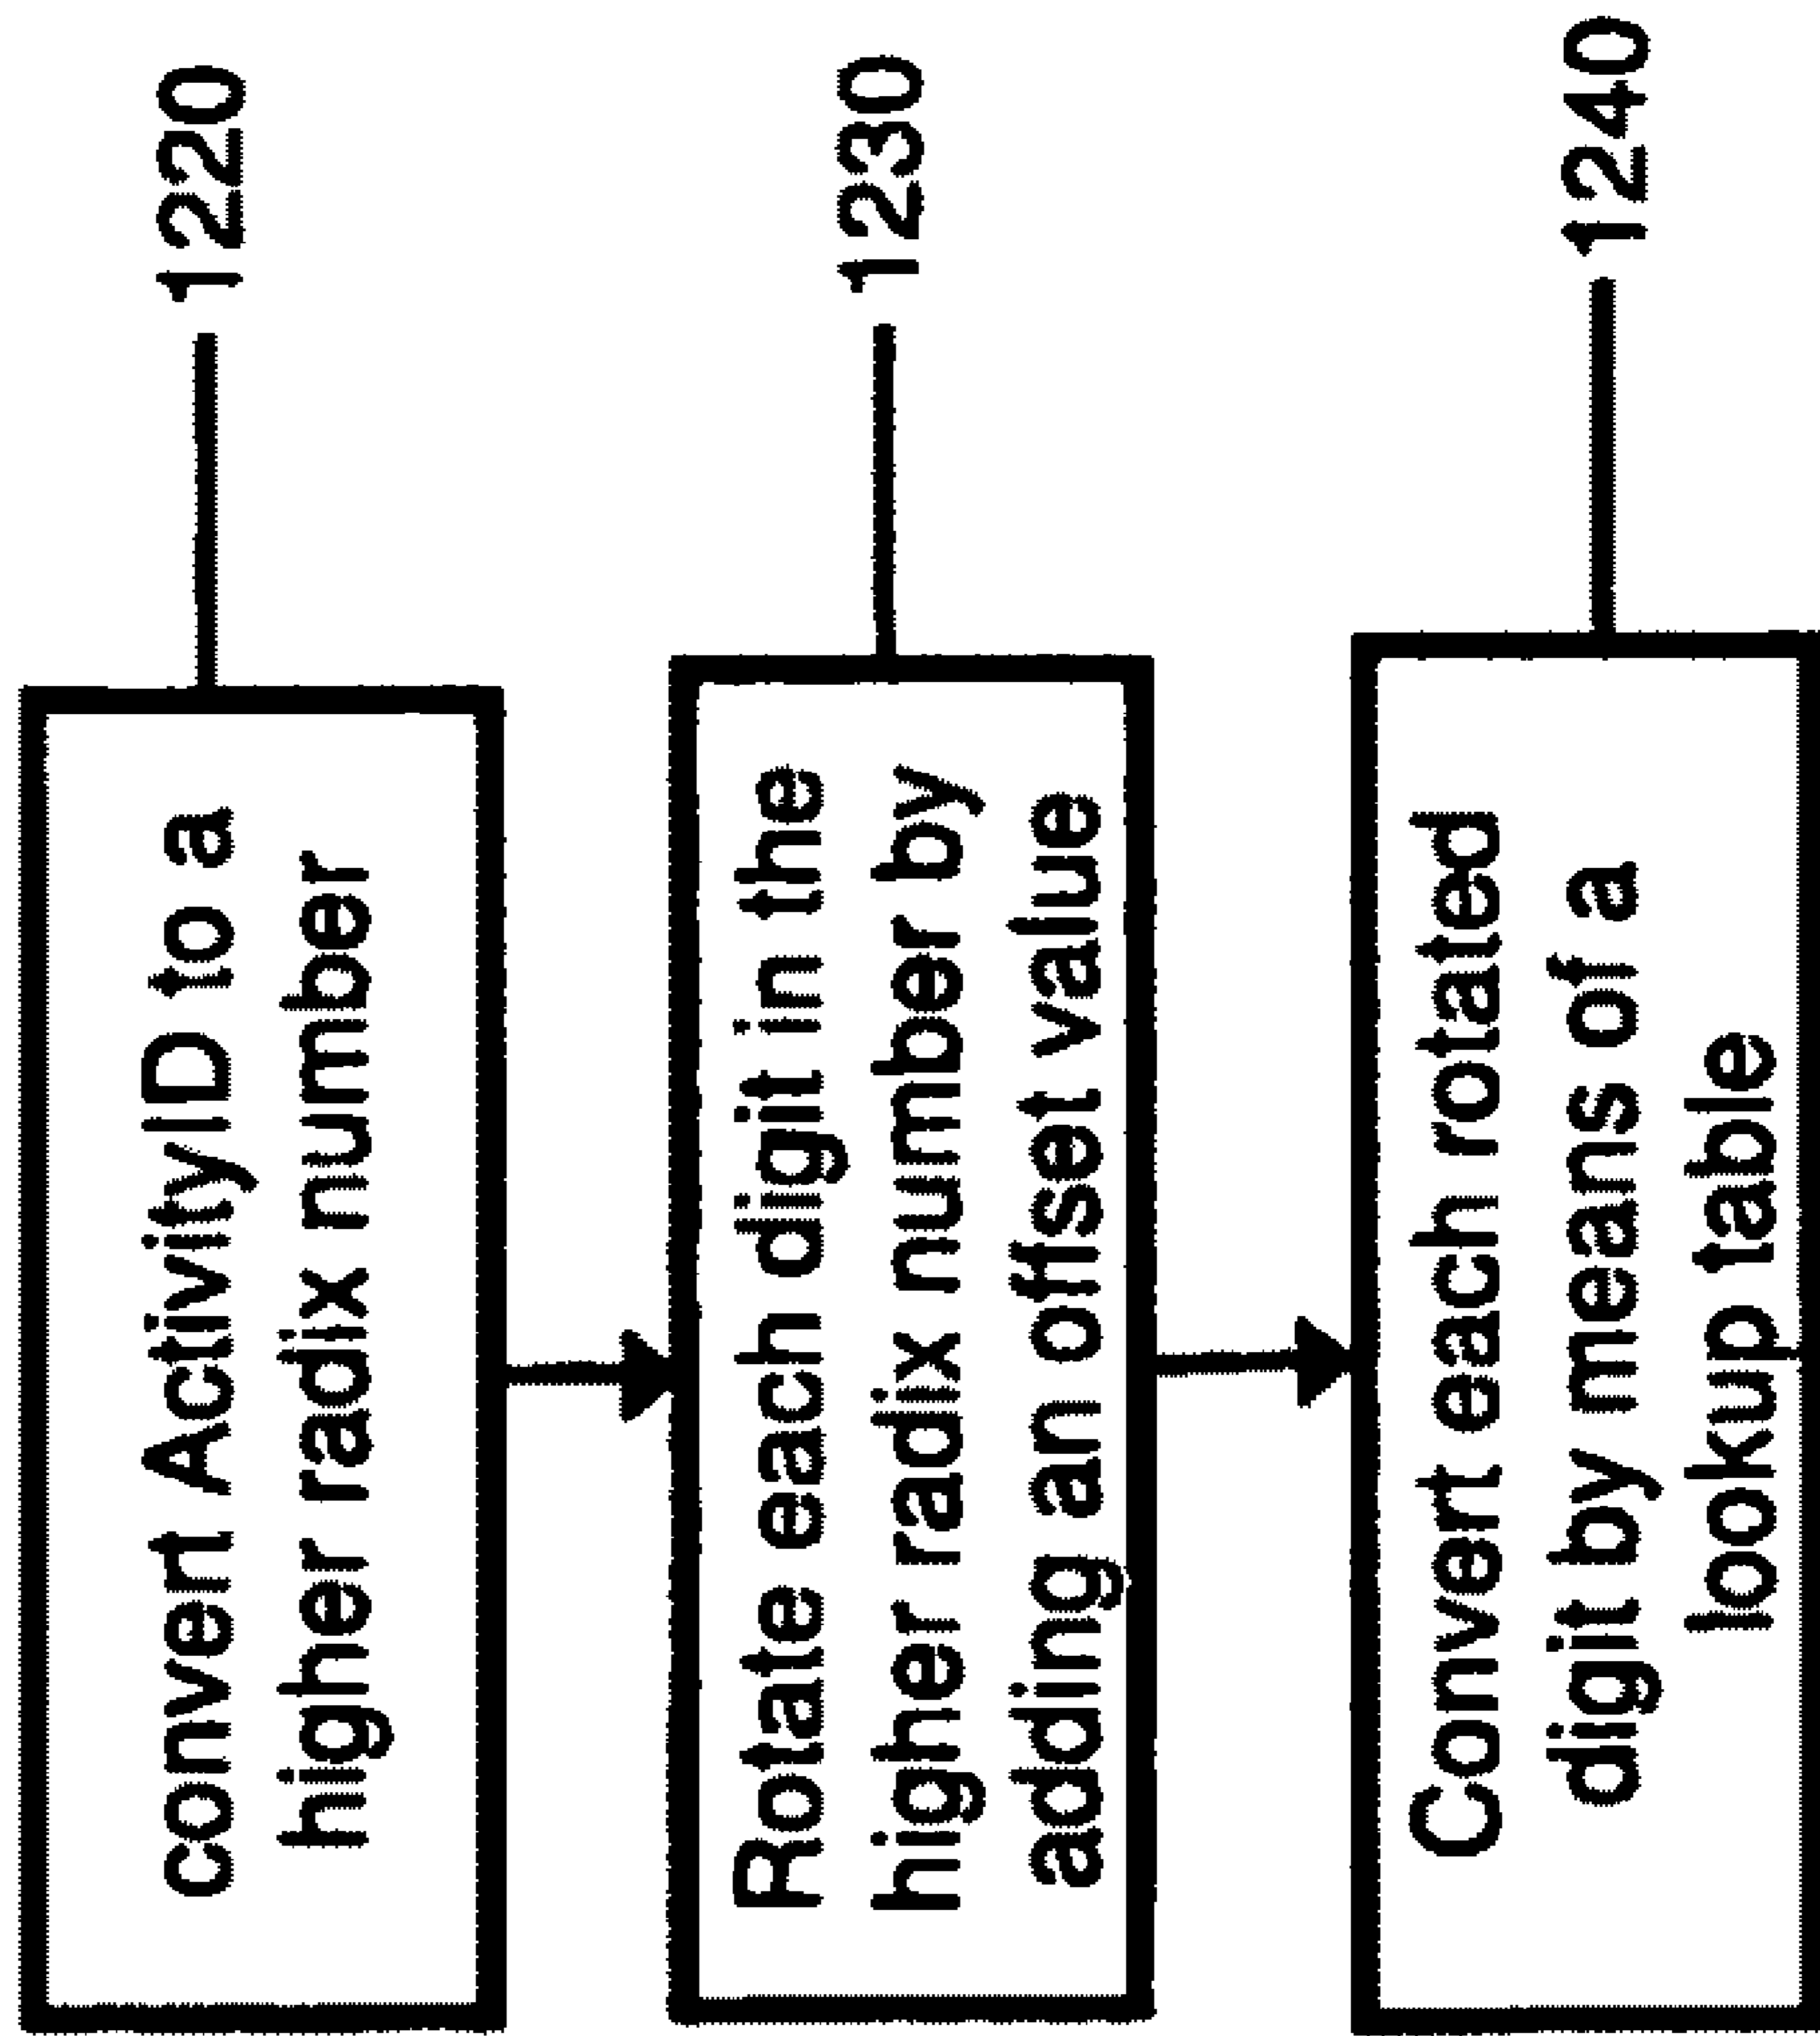 convert ActivityID to a
higher radix number
1220
Rotate each digit in the
higher radix number by
adding an offset value
1230
Convert each rotated
digit by means of a
lookup table
1240